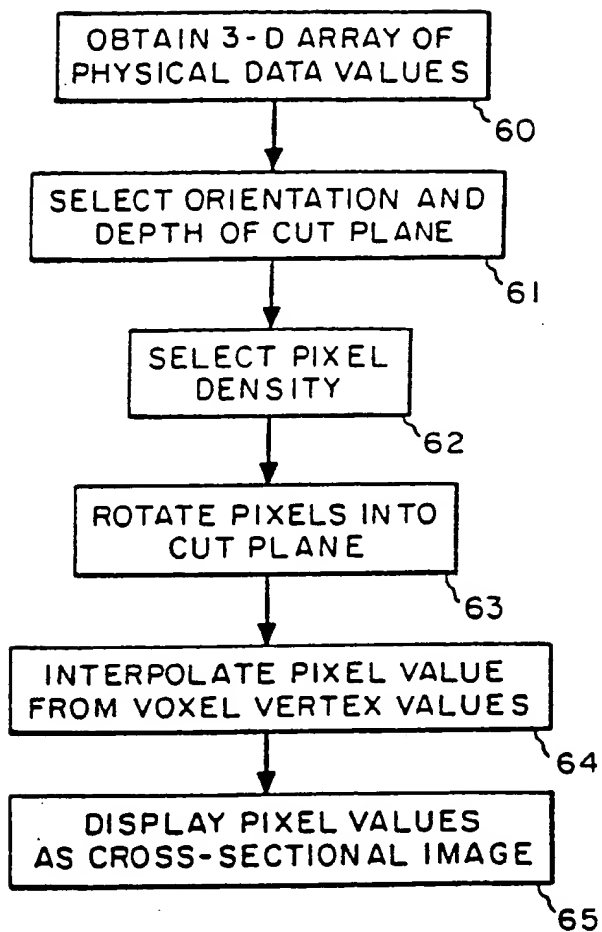 OBTAIN 3-D ARRAY OF
PHYSICAL DATA VALUES
60
SELECT ORIENTATION AND
DEPTH OF CUT PLANE
61
SELECT PIXEL
DENSITY
62
ROTATE PIXELS INTO
CUT PLANE
63
INTERPOLATE PIXEL VALUE
FROM VOXEL VERTEX VALUES
64
DISPLAY PIXEL VALUES
AS CROSS-SECTIONAL IMAGE
65